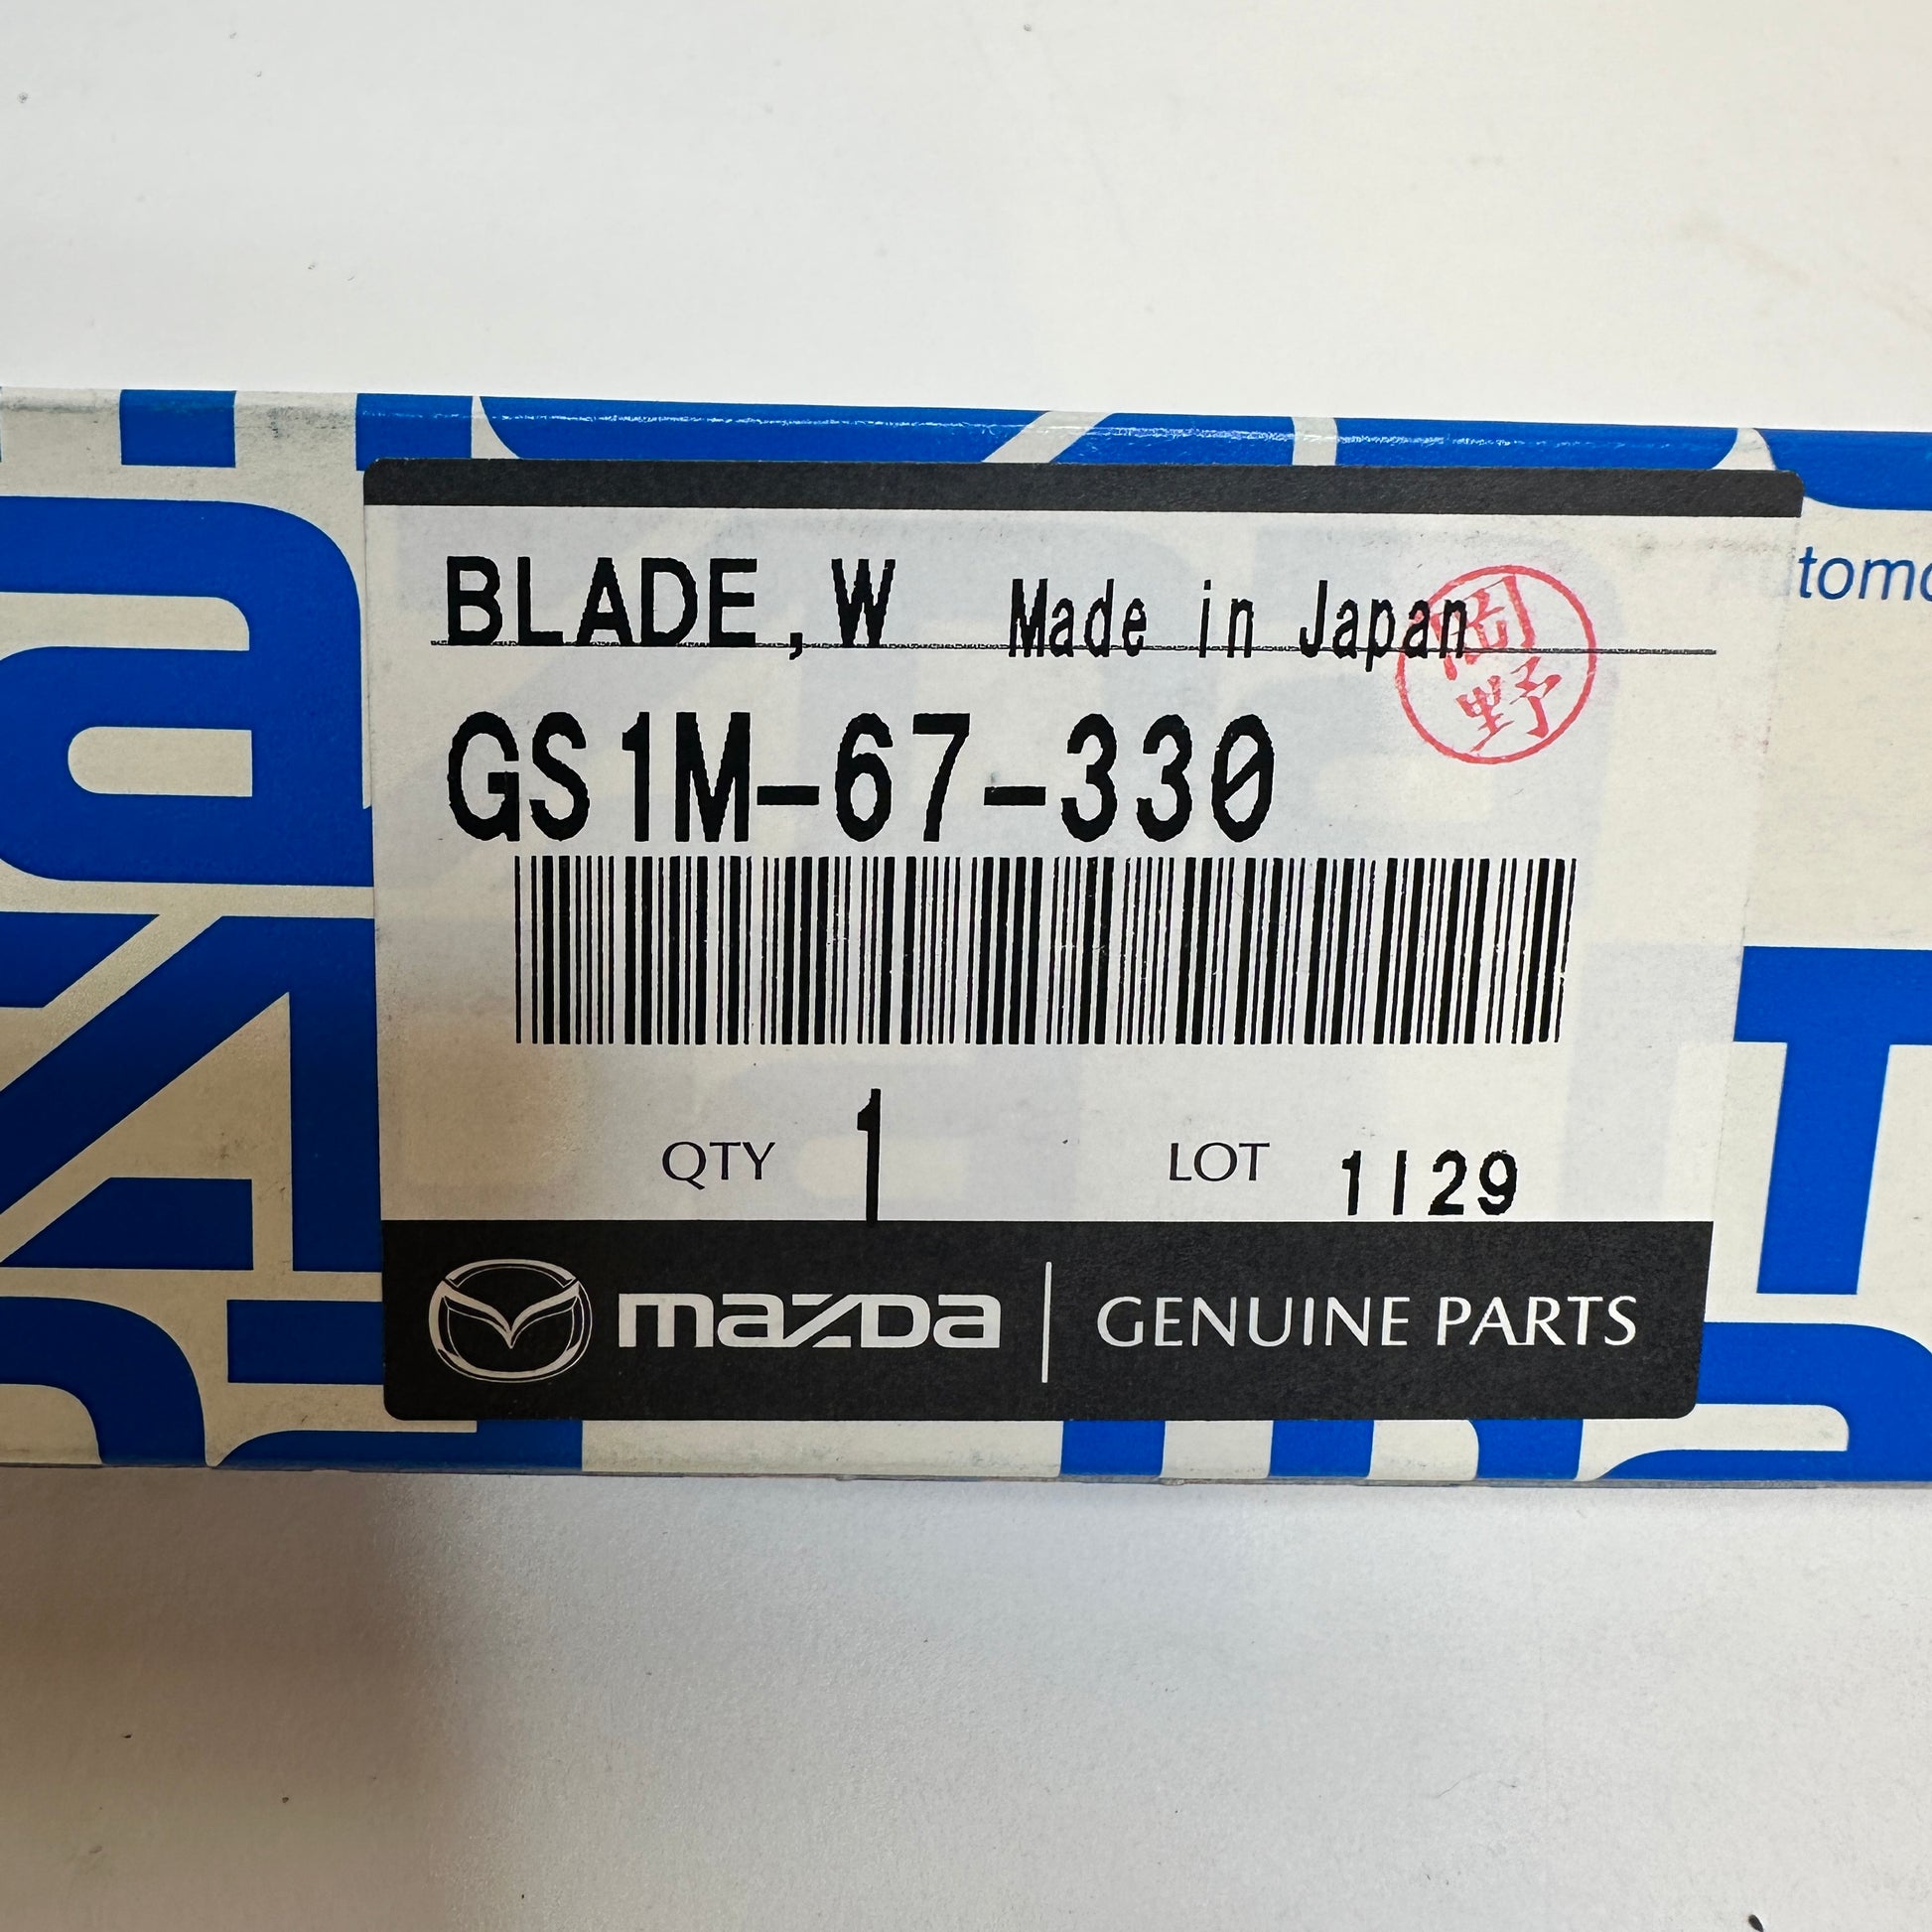 BLADE,W Made in Japan
岡野
GS1M-67-330
QTY 1 LOT 1129
mazda GENUINE PARTS
tomo